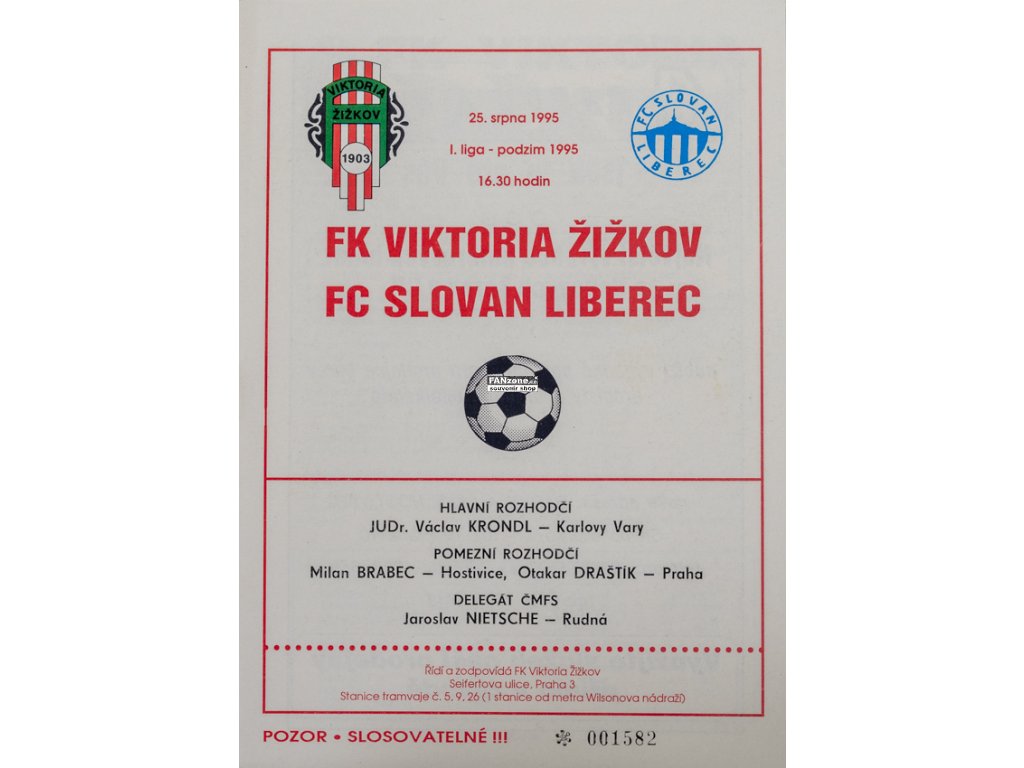 VIKTORIA
ŽIŽKOV
1903
25. srpna 1995
I. liga - podzim 1995
16.30 hodin
FC SLOVAN
LIBEREC
FK VIKTORIA ŽIŽKOV
FC SLOVAN LIBEREC
FANzone.cz
souvenir shop
HLAVNÍ ROZHODČÍ
JUDr. Václav KRONDL — Karlovy Vary
POMEZNÍ ROZHODČÍ
Milan BRABEC — Hostivice, Otakar DRAŠTÍK — Praha
DELEGÁT ČMFS
Jaroslav NIETSCHE — Rudná
Řídí a zodpovídá FK Viktoria Žižkov
Seifertova ulice, Praha 3
Stanice tramvaje č. 5, 9, 26 (1 stanice od metra Wilsonova nádraží)
POZOR • SLOSOVATELNÉ !!! ✻ 001582